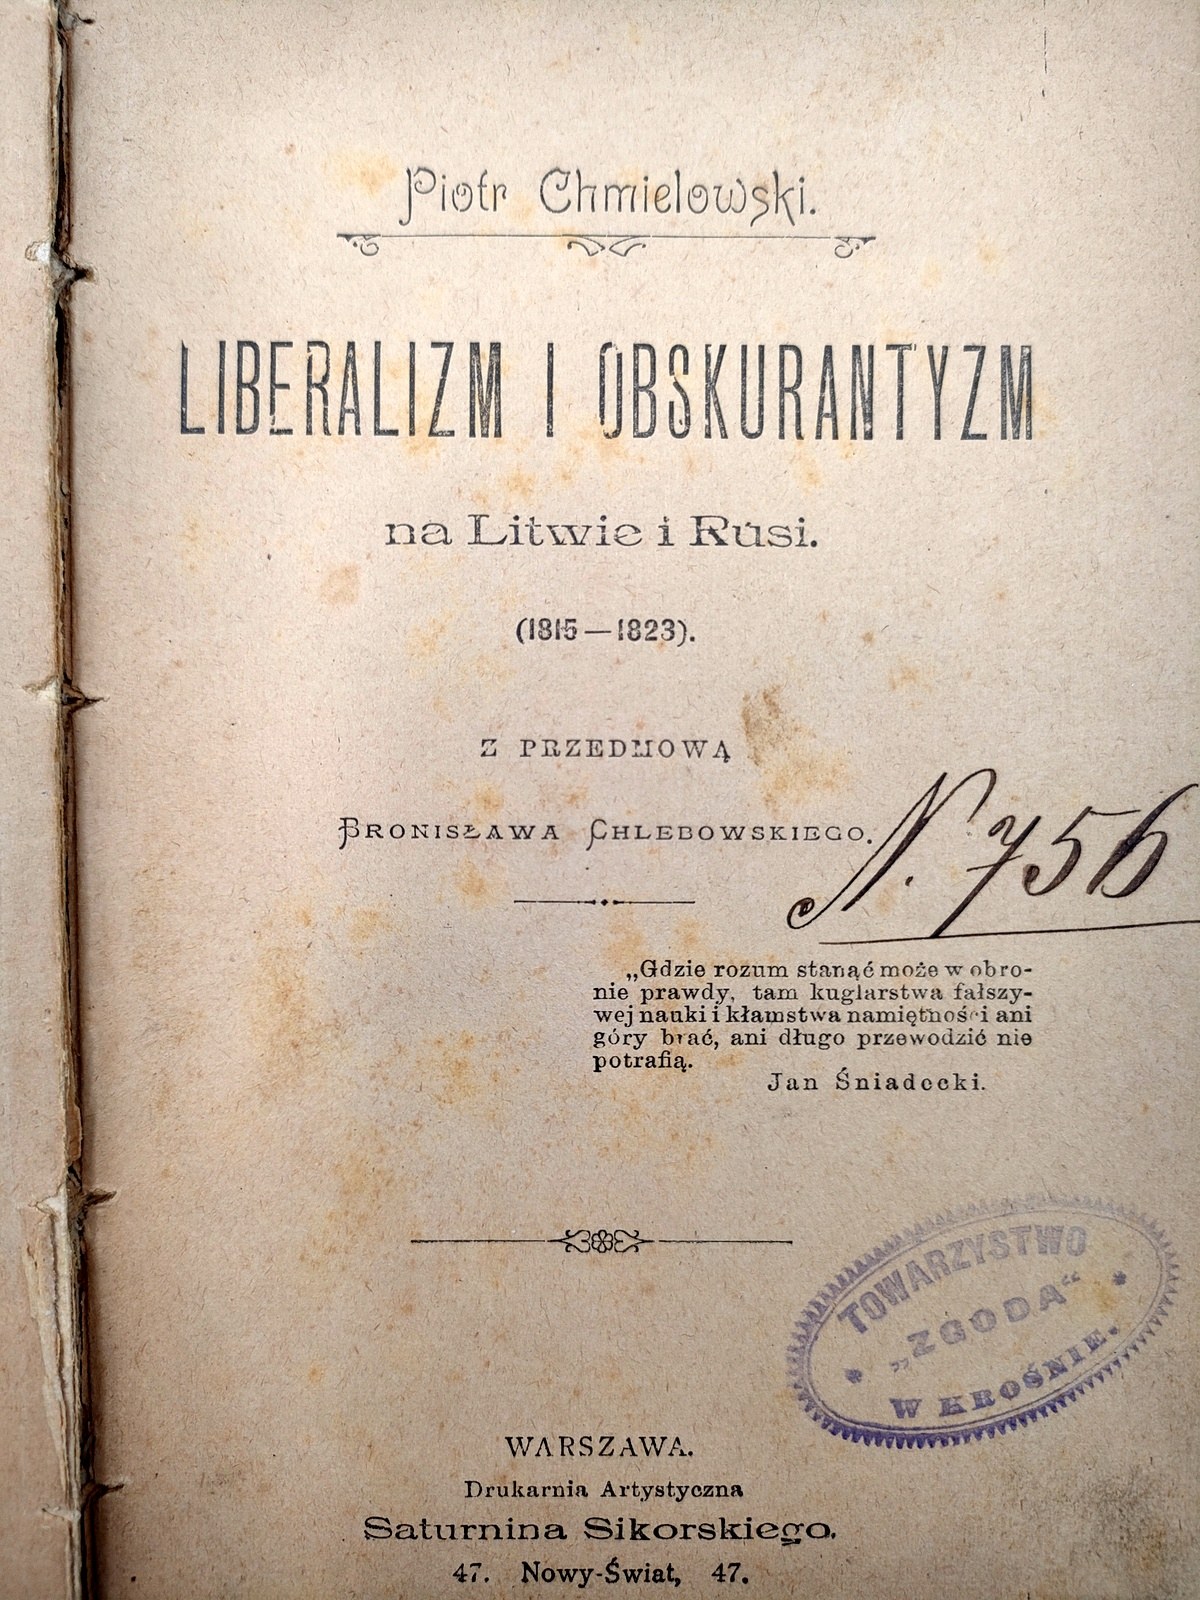 Piotr Chmielowski.
LIBERALIZM I OBSKURANTYZM
na Litwie i Rusi.
(1815—1823).
Z PRZEDMOWĄ
BRONISŁAWA CHLEBOWSKIEGO.
N. 756
„Gdzie rozum stanąć może w obro-
nie prawdy, tam kuglarstwa fałszy-
wej nauki i kłamstwa namiętności ani
góry brać, ani długo przewodzić nie
potrafią.
Jan Śniadecki.
TOWARZYSTWO
„ZGODA“
W KROŚNIE.
WARSZAWA.
Drukarnia Artystyczna
Saturnina Sikorskiego.
47. Nowy-Świat, 47.